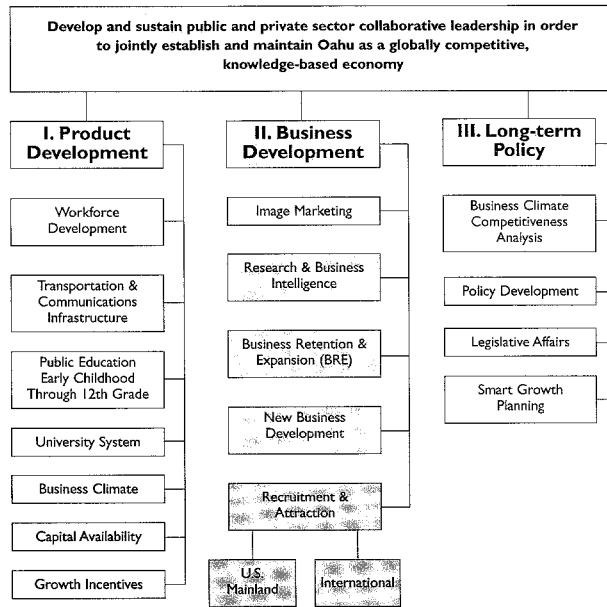 Develop and sustain public and private sector collaborative leadership in order
to jointly establish and maintain Oahu as a globally competitive,
knowledge-based economy
I. Product
Development
Workforce
Development
Transportation &
Communications
Infrastructure
Public Education
Early Childhood
Through 12th Grade
University System
Business Climate
Capital Availability
Growth Incentives
II. Business
Development
Image Marketing
Research & Business
Intelligence
Business Retention &
Expansion (BRE)
New Business
Development
Recruitment &
Attraction
U.S.
Mainland
International
III. Long-term
Policy
Business Climate
Competitiveness
Analysis
Policy Development
Legislative Affairs
Smart Growth
Planning